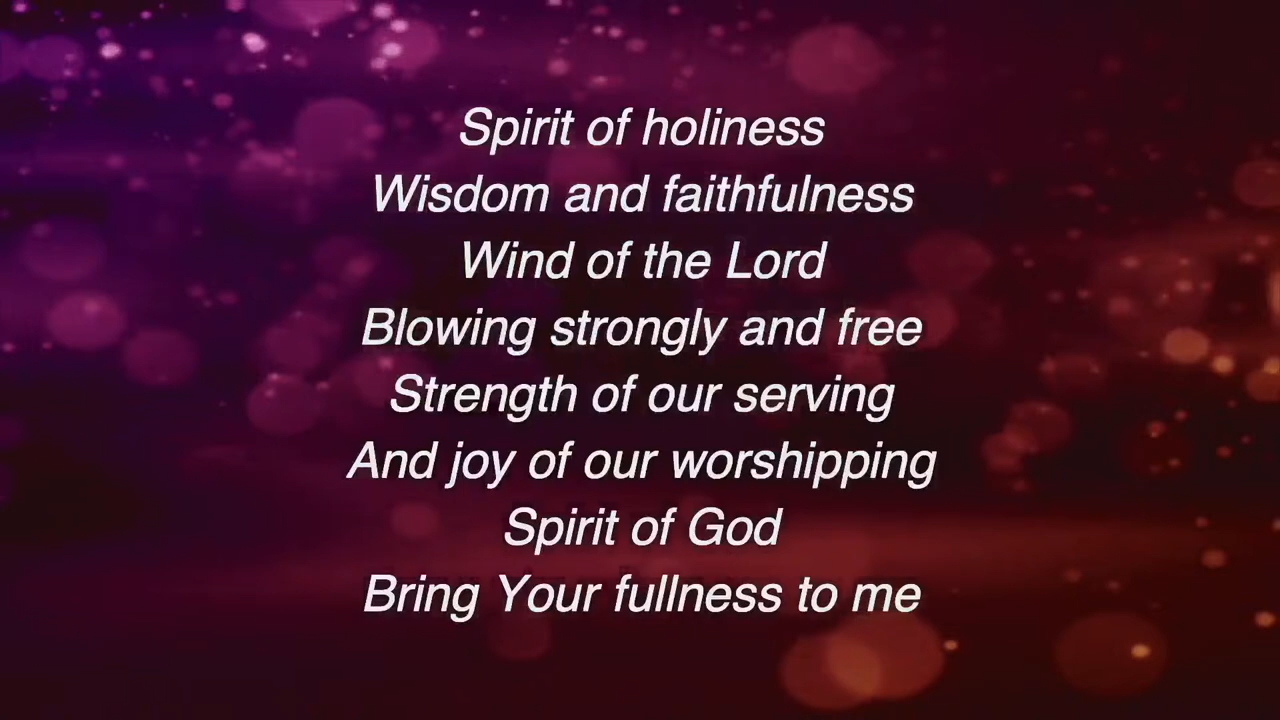 Spirit of holiness
Wisdom and faithfulness
Wind of the Lord
Blowing strongly and free
Strength of our serving
And joy of our worshipping
Spirit of God
Bring Your fullness to me